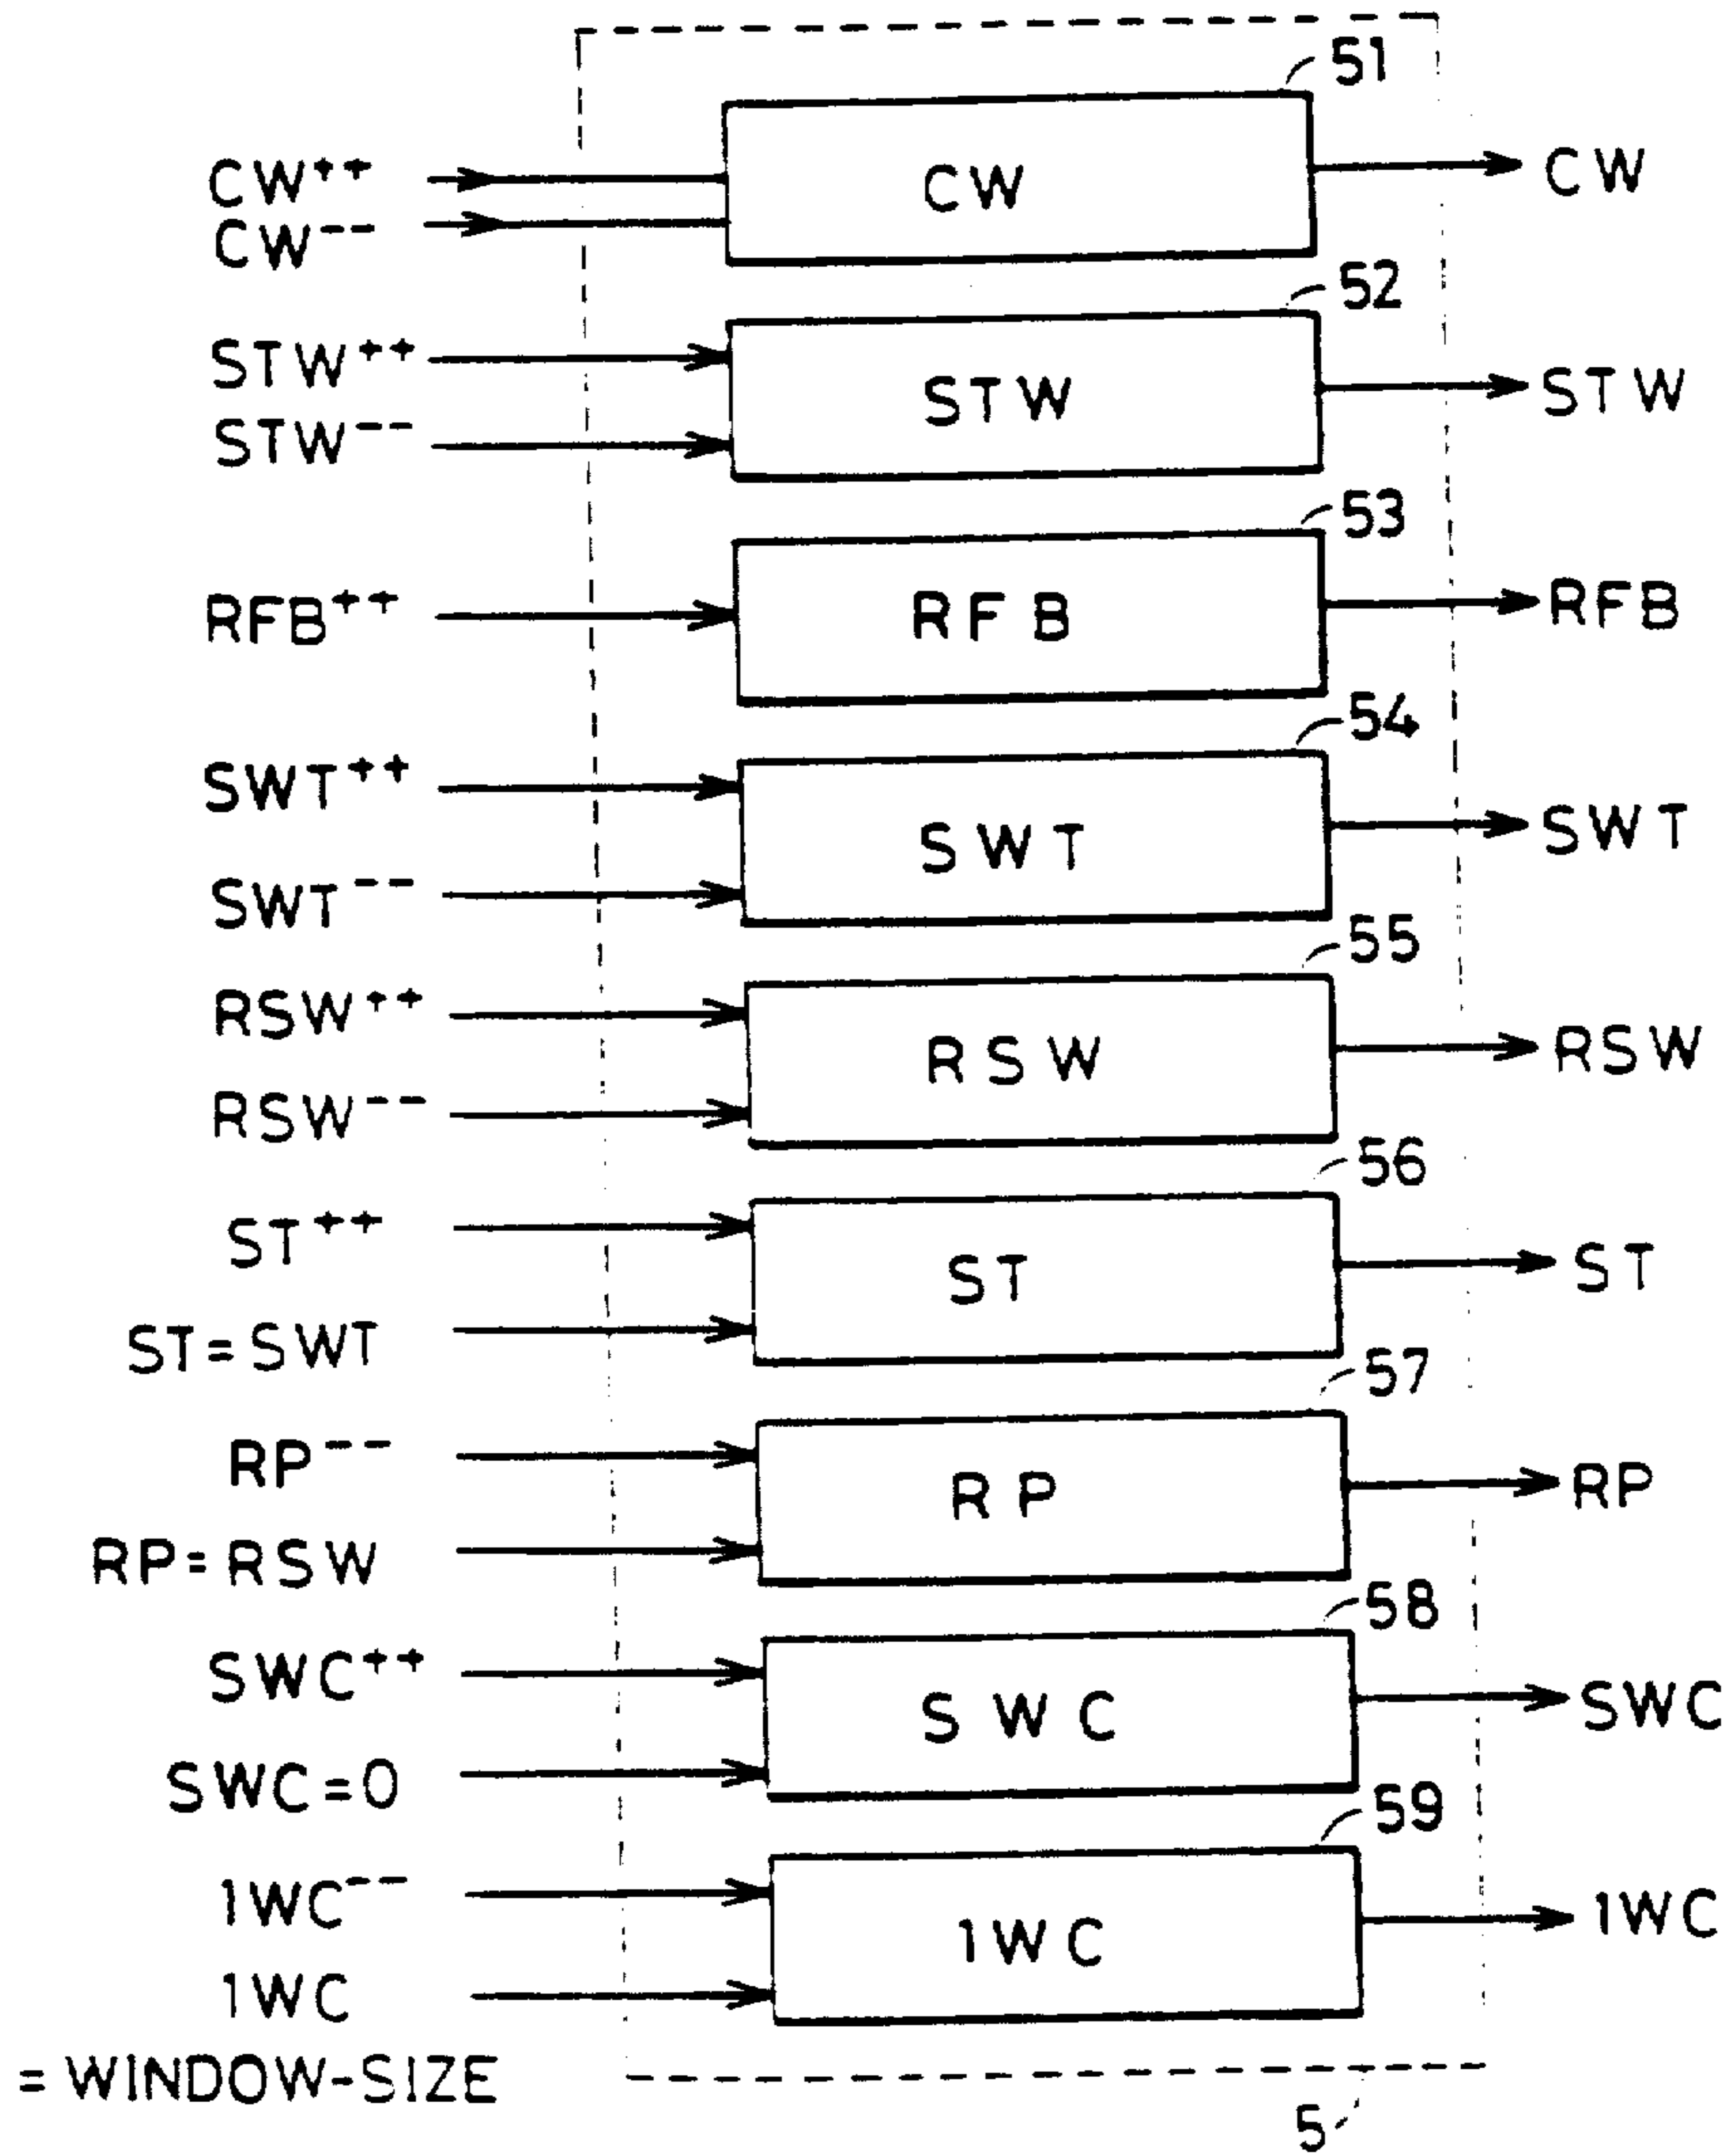 51
CW++
CW
CW
CW--
52
STW++
STW
STW
STW--
53
RFB++
RFB
RFB
54
SWT++
SWT
SWT
SWT--
55
RSW++
RSW
RSW
RSW--
56
ST++
ST
ST
ST=SWT
57
RP--
RP
RP
RP=RSW
58
SWC++
SWC
SWC
SWC=0
59
1WC--
1WC
1WC
1WC
=WINDOW-SIZE
5